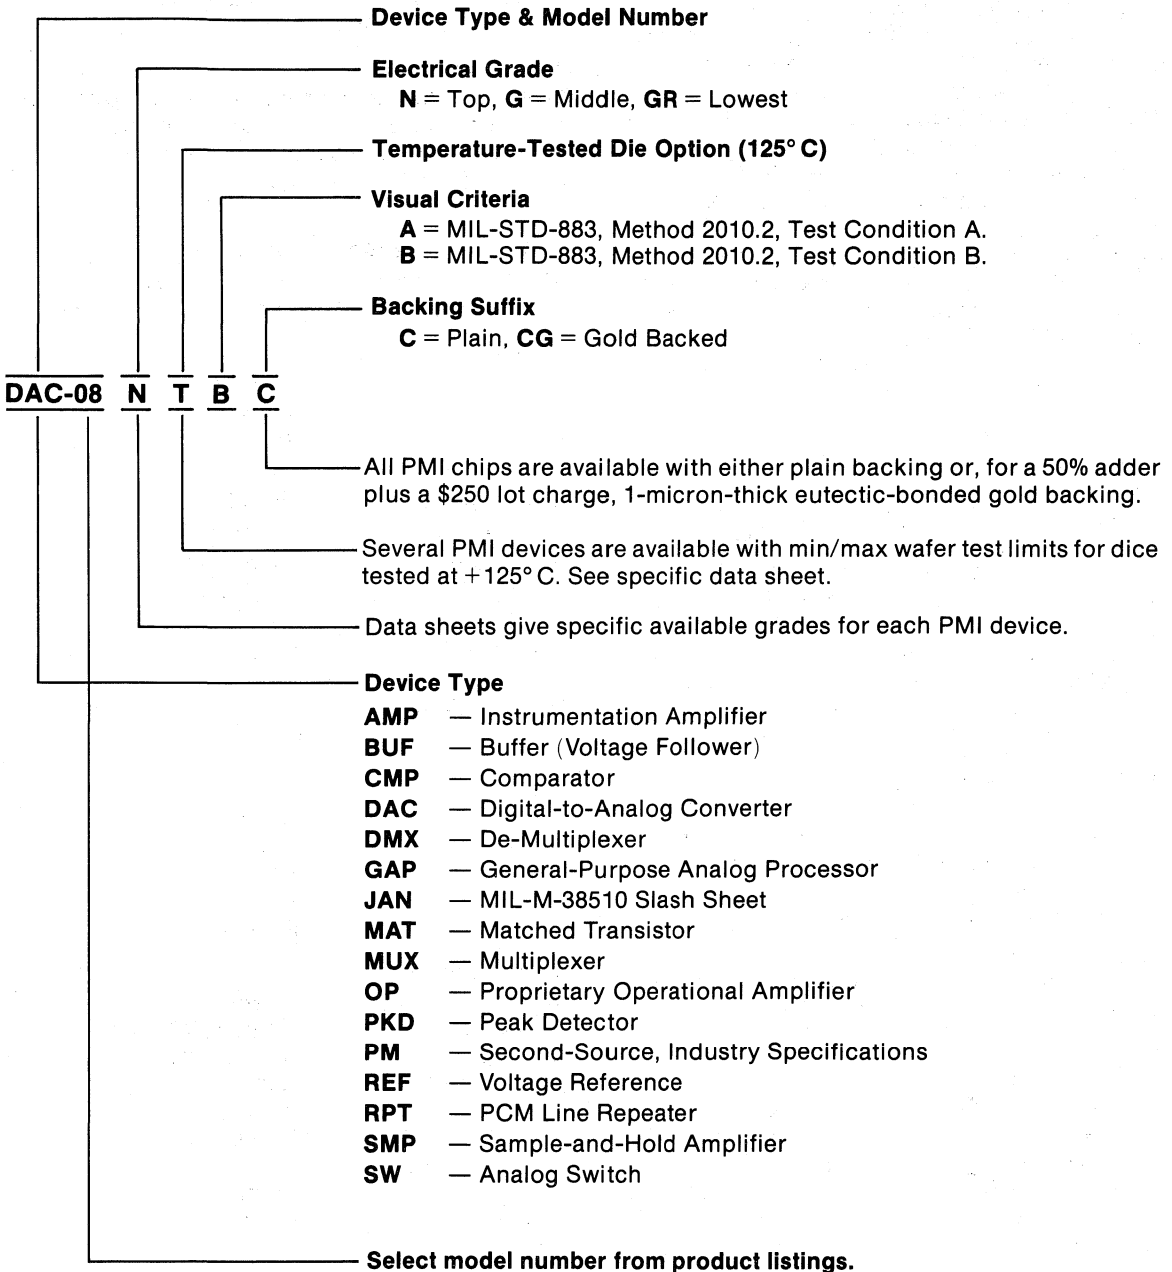 Device Type & Model Number
Electrical Grade
N = Top, G = Middle, GR = Lowest
Temperature-Tested Die Option (125° C)
Visual Criteria
A = MIL-STD-883, Method 2010.2, Test Condition A.
B = MIL-STD-883, Method 2010.2, Test Condition B.
Backing Suffix
C = Plain, CG = Gold Backed
DAC-08 N T B C
All PMI chips are available with either plain backing or, for a 50% adder
plus a $250 lot charge, 1-micron-thick eutectic-bonded gold backing.
Several PMI devices are available with min/max wafer test limits for dice
tested at +125° C. See specific data sheet.
Data sheets give specific available grades for each PMI device.
Device Type
AMP — Instrumentation Amplifier
BUF — Buffer (Voltage Follower)
CMP — Comparator
DAC — Digital-to-Analog Converter
DMX — De-Multiplexer
GAP — General-Purpose Analog Processor
JAN — MIL-M-38510 Slash Sheet
MAT — Matched Transistor
MUX — Multiplexer
OP — Proprietary Operational Amplifier
PKD — Peak Detector
PM — Second-Source, Industry Specifications
REF — Voltage Reference
RPT — PCM Line Repeater
SMP — Sample-and-Hold Amplifier
SW — Analog Switch
Select model number from product listings.